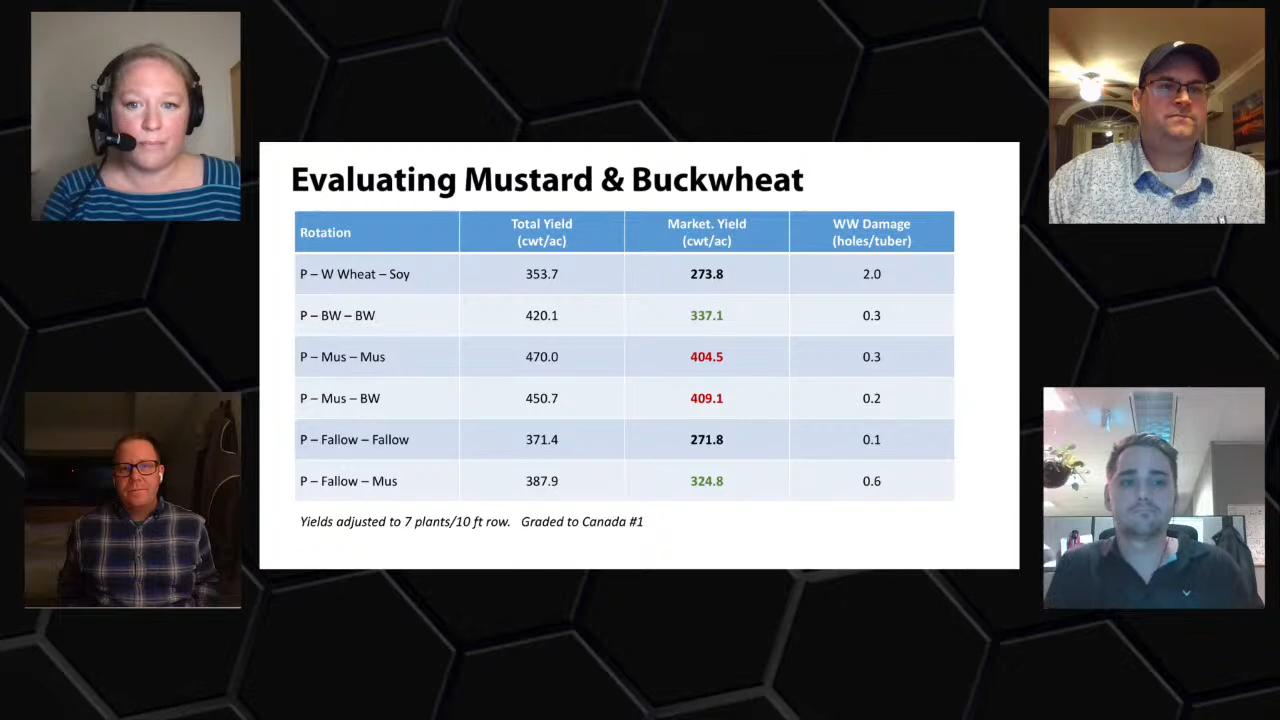 Evaluating Mustard & Buckwheat
Rotation Total Yield (cwt/ac) Market. Yield (cwt/ac) WW Damage (holes/tuber)
P – W Wheat – Soy 353.7 273.8 2.0
P – BW – BW 420.1 337.1 0.3
P – Mus – Mus 470.0 404.5 0.3
P – Mus – BW 450.7 409.1 0.2
P – Fallow – Fallow 371.4 271.8 0.1
P – Fallow – Mus 387.9 324.8 0.6
Yields adjusted to 7 plants/10 ft row. Graded to Canada #1